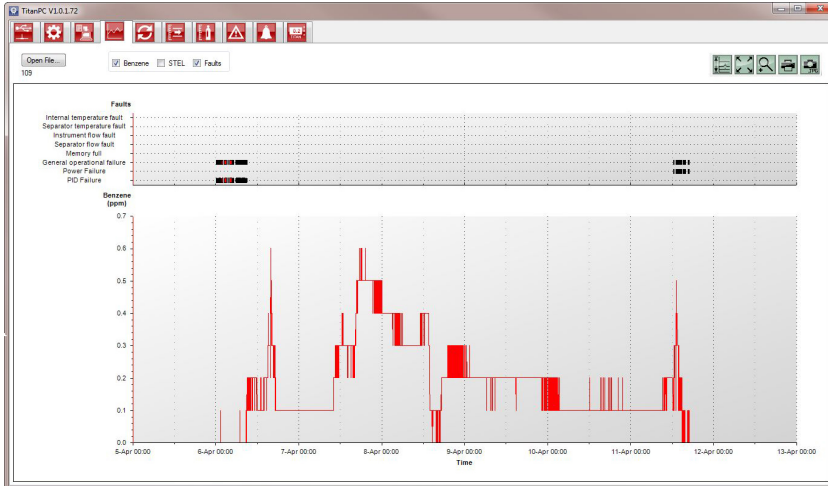 TitanPC V1.0.1.72
Open File...
Benzene
STEL
Faults
109
Faults
Internal temperature fault
Separator temperature fault
Instrument flow fault
Separator flow fault
Memory full
General operational failure
Power Failure
PID Failure
Benzene
(ppm)
0.7
0.6
0.5
0.4
0.3
0.2
0.1
0.0
5-Apr 00:00
6-Apr 00:00
7-Apr 00:00
8-Apr 00:00
9-Apr 00:00
10-Apr 00:00
11-Apr 00:00
12-Apr 00:00
13-Apr 00:00
Time